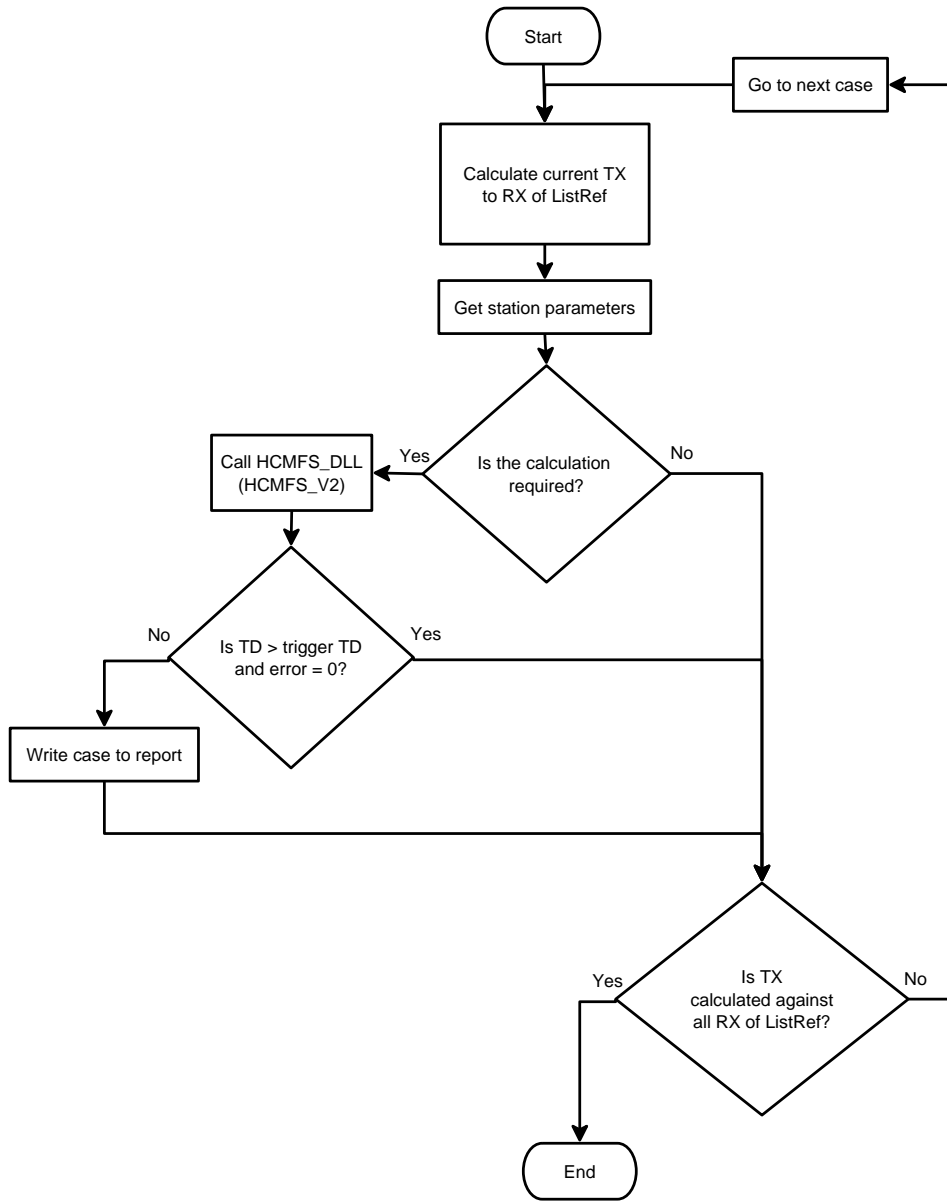 Start
Go to next case
Calculate current TX
to RX of ListRef
Get station parameters
Is the calculation
required?
Yes
No
Call HCMFS_DLL
(HCMFS_V2)
Is TD > trigger TD
and error = 0?
No
Yes
Write case to report
Is TX
calculated against
all RX of ListRef?
Yes
No
End